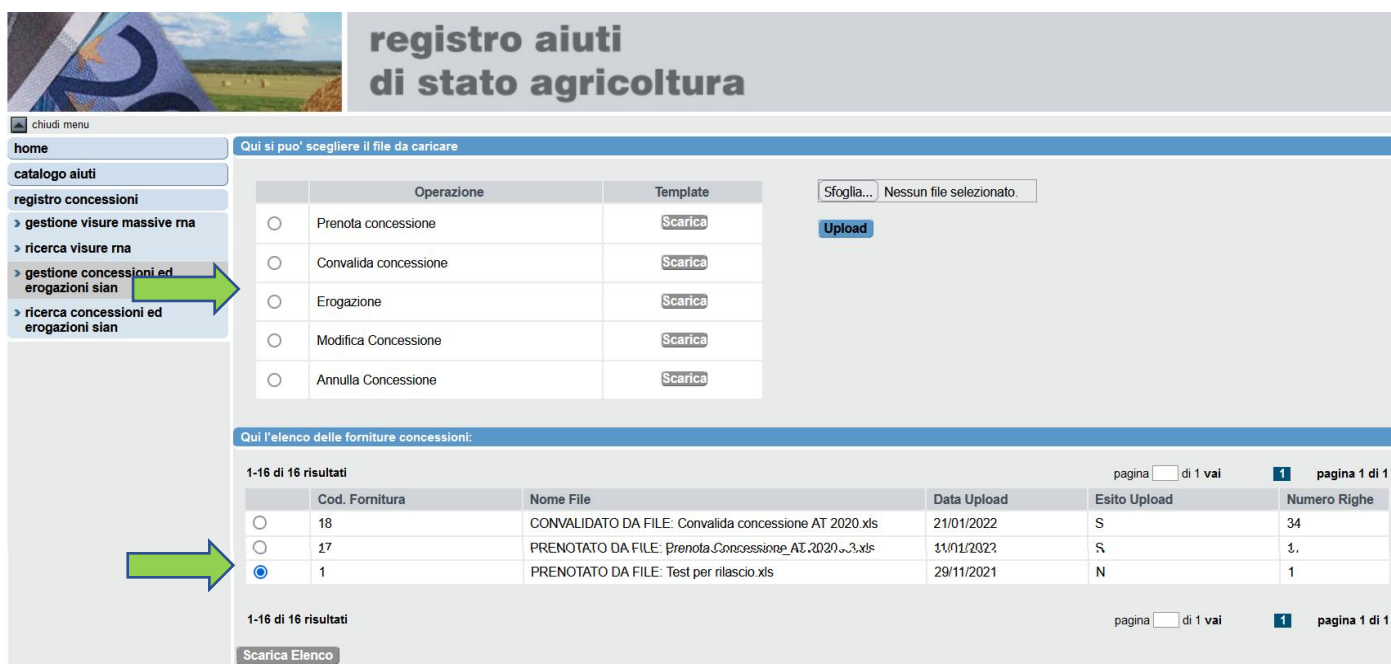 registro aiuti
di stato agricoltura
chiudi menu
home
catalogo aiuti
registro concessioni
gestione visure massive rna
ricerca visure rna
gestione concessioni ed
erogazioni sian
ricerca concessioni ed
erogazioni sian
Qui si puo' scegliere il file da caricare
Operazione Template
Prenota concessione Scarica
Convalida concessione Scarica
Erogazione Scarica
Modifica Concessione Scarica
Annulla Concessione Scarica
Sfoglia... Nessun file selezionato.
Upload
Qui l'elenco delle forniture concessioni:
1-16 di 16 risultati pagina di 1 vai 1 pagina 1 di 1
Cod. Fornitura Nome File Data Upload Esito Upload Numero Righe
18 CONVALIDATO DA FILE: Convalida concessione AT 2020.xls 21/01/2022 S 34
17 PRENOTATO DA FILE: Prenota Concessione_AT 2020 11/01/2022 S
1 PRENOTATO DA FILE: Test per rilascio.xls 29/11/2021 N 1
1-16 di 16 risultati pagina di 1 vai 1 pagina 1 di 1
Scarica Elenco